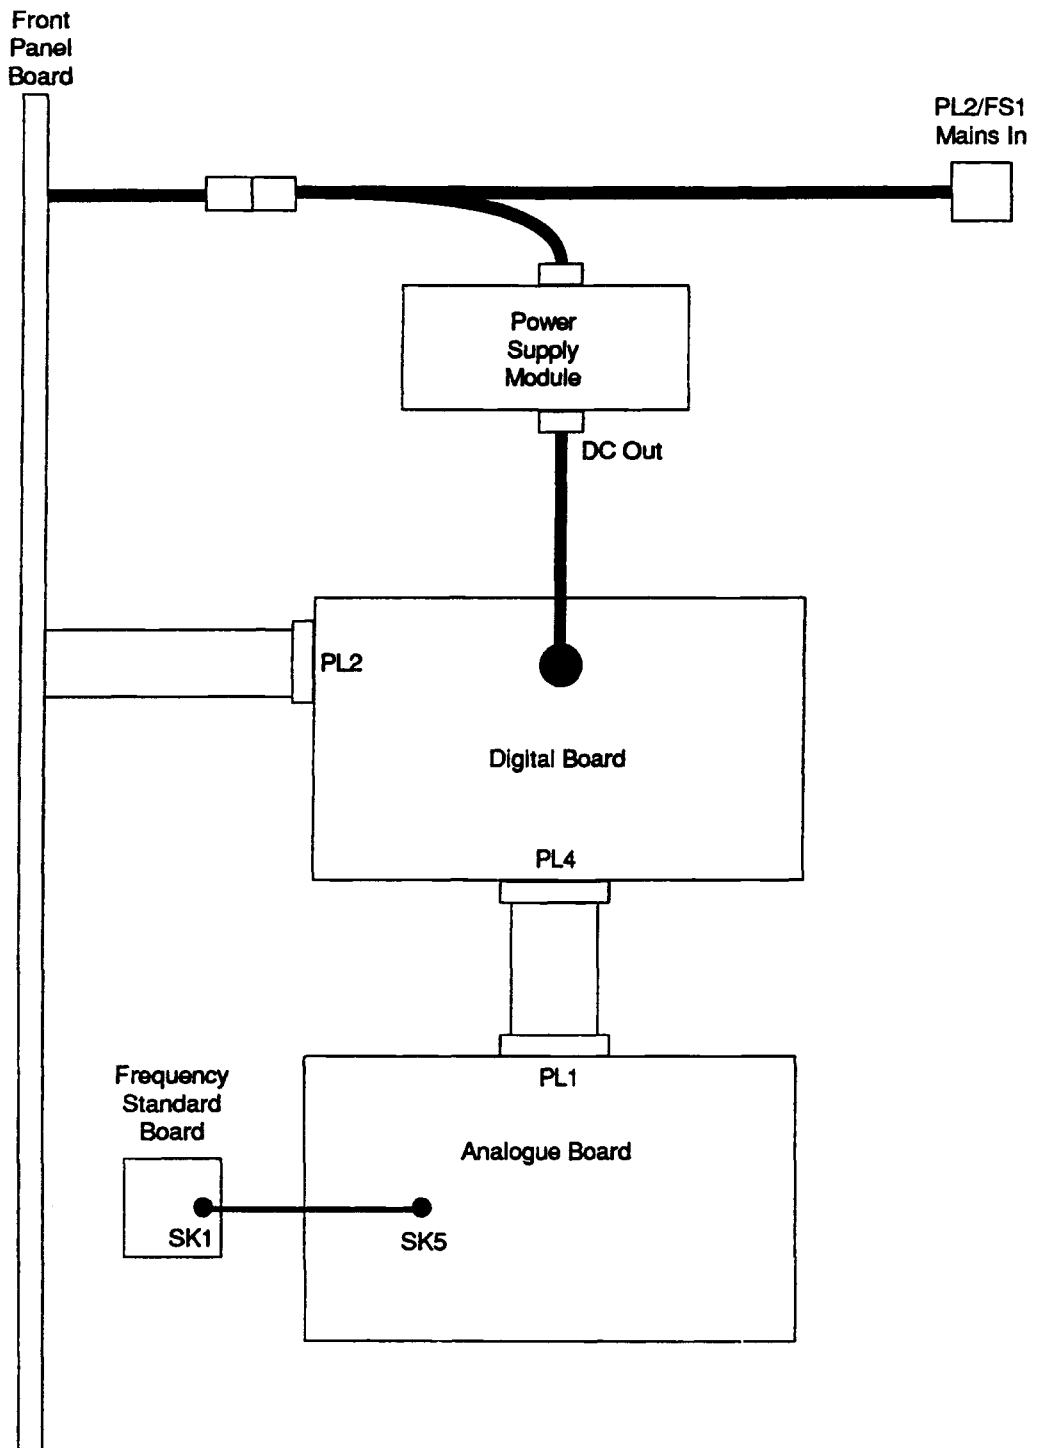 Front
Panel
Board
PL2/FS1
Mains In
Power
Supply
Module
DC Out
PL2
Digital Board
PL4
PL1
Frequency
Standard
Board
Analogue Board
SK1
SK5